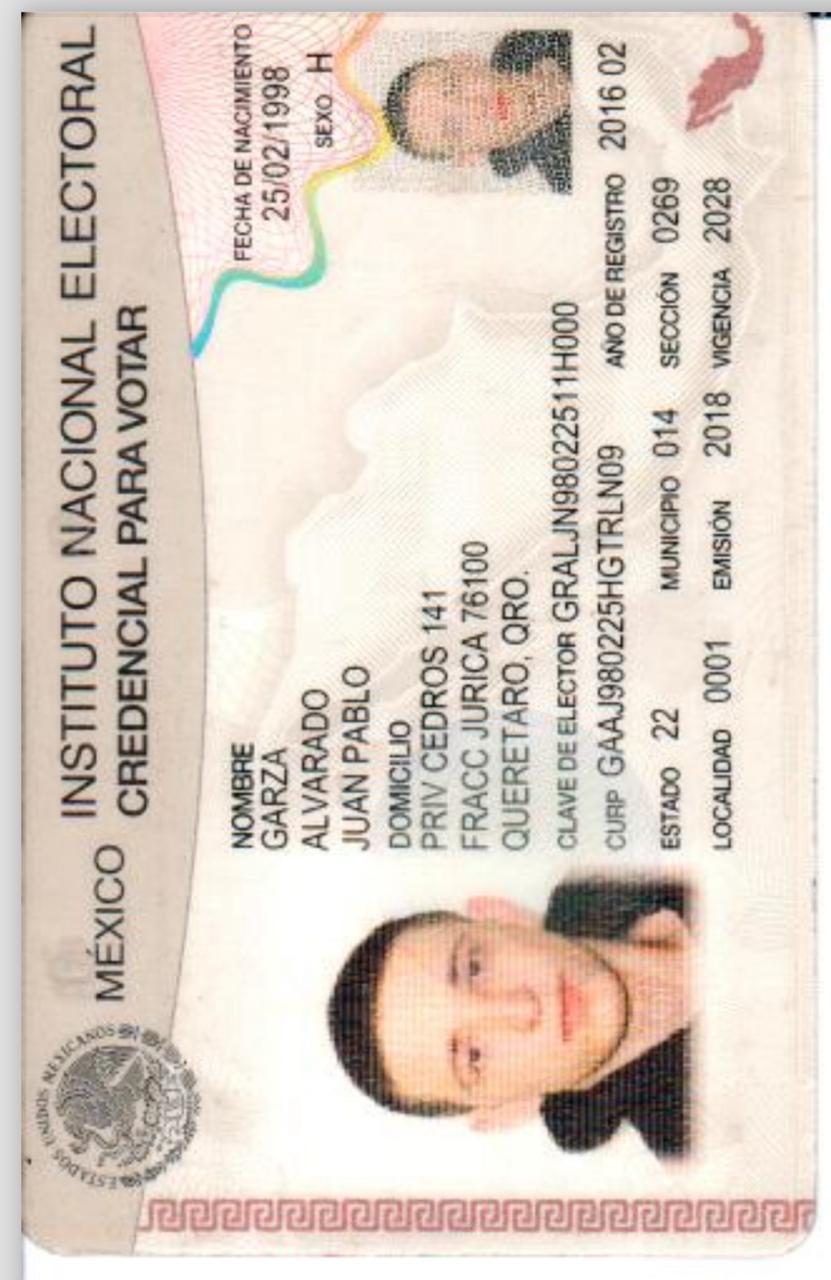 ESTADOS UNIDOS MEXICANOS
MÉXICO INSTITUTO NACIONAL ELECTORAL
CREDENCIAL PARA VOTAR
NOMBRE
GARZA
ALVARADO
JUAN PABLO
FECHA DE NACIMIENTO
25/02/1998
SEXO H
DOMICILIO
PRIV CEDROS 141
FRACC JURICA 76100
QUERETARO, QRO.
CLAVE DE ELECTOR GRALJN98022511H000
CURP GAAJ980225HGTRLN09 AÑO DE REGISTRO 2016 02
ESTADO 22 MUNICIPIO 014 SECCIÓN 0269
LOCALIDAD 0001 EMISIÓN 2018 VIGENCIA 2028